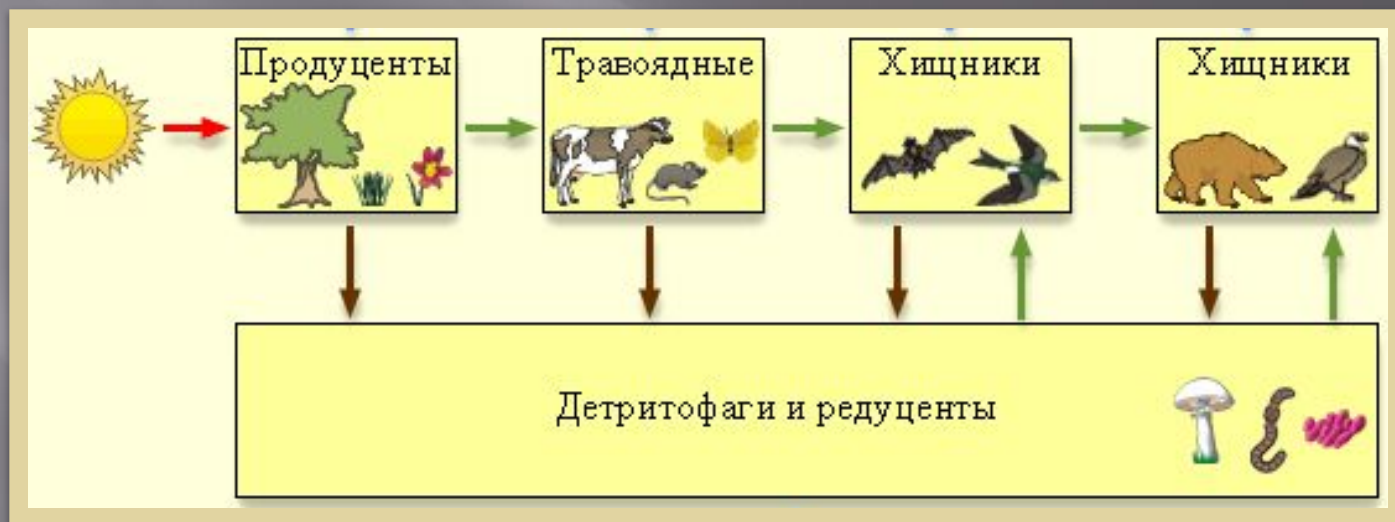 Продуценты
Травоядные
Хищники
Хищники
Детритофаги и редуценты